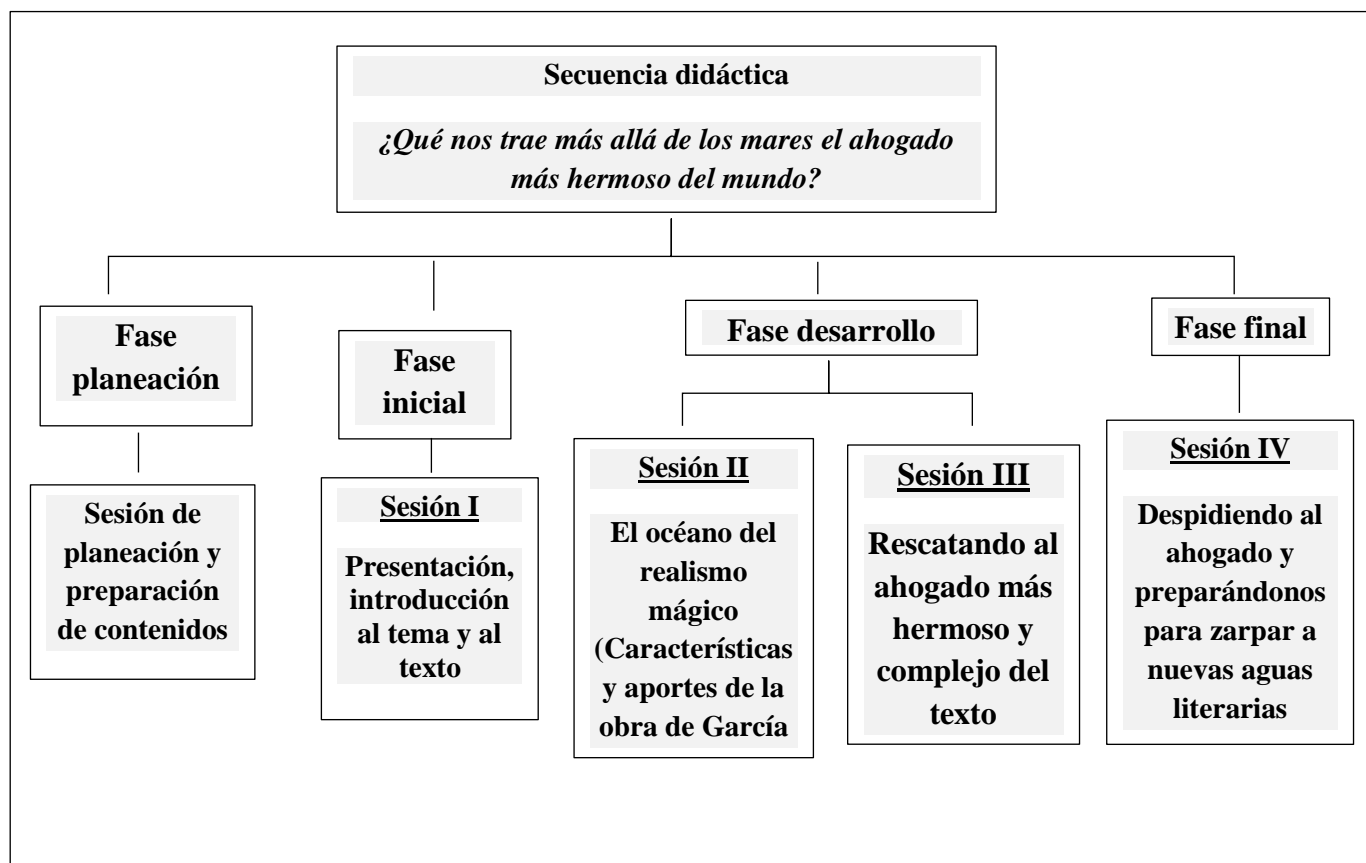 Secuencia didáctica
¿Qué nos trae más allá de los mares el ahogado
más hermoso del mundo?
Fase
planeación
Fase
inicial
Fase desarrollo
Fase final
Sesión de
planeación y
preparación
de contenidos
Sesión I
Presentación,
introducción
al tema y al
texto
Sesión II
El océano del
realismo
mágico
(Características
y aportes de la
obra de García
Sesión III
Rescatando al
ahogado más
hermoso y
complejo del
texto
Sesión IV
Despidiendo al
ahogado y
preparándonos
para zarpar a
nuevas aguas
literarias